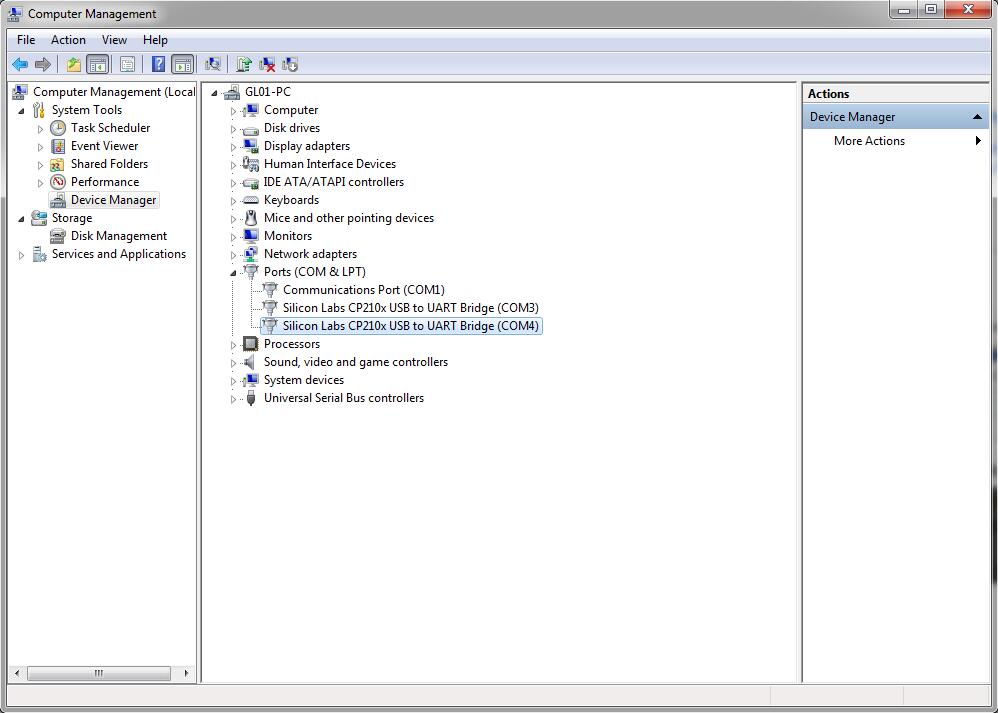 Computer Management
File Action View Help
Computer Management (Local
System Tools
Task Scheduler
Event Viewer
Shared Folders
Performance
Device Manager
Storage
Disk Management
Services and Applications
GL01-PC
Computer
Disk drives
Display adapters
Human Interface Devices
IDE ATA/ATAPI controllers
Keyboards
Mice and other pointing devices
Monitors
Network adapters
Ports (COM & LPT)
Communications Port (COM1)
Silicon Labs CP210x USB to UART Bridge (COM3)
Silicon Labs CP210x USB to UART Bridge (COM4)
Processors
Sound, video and game controllers
System devices
Universal Serial Bus controllers
Actions
Device Manager
More Actions